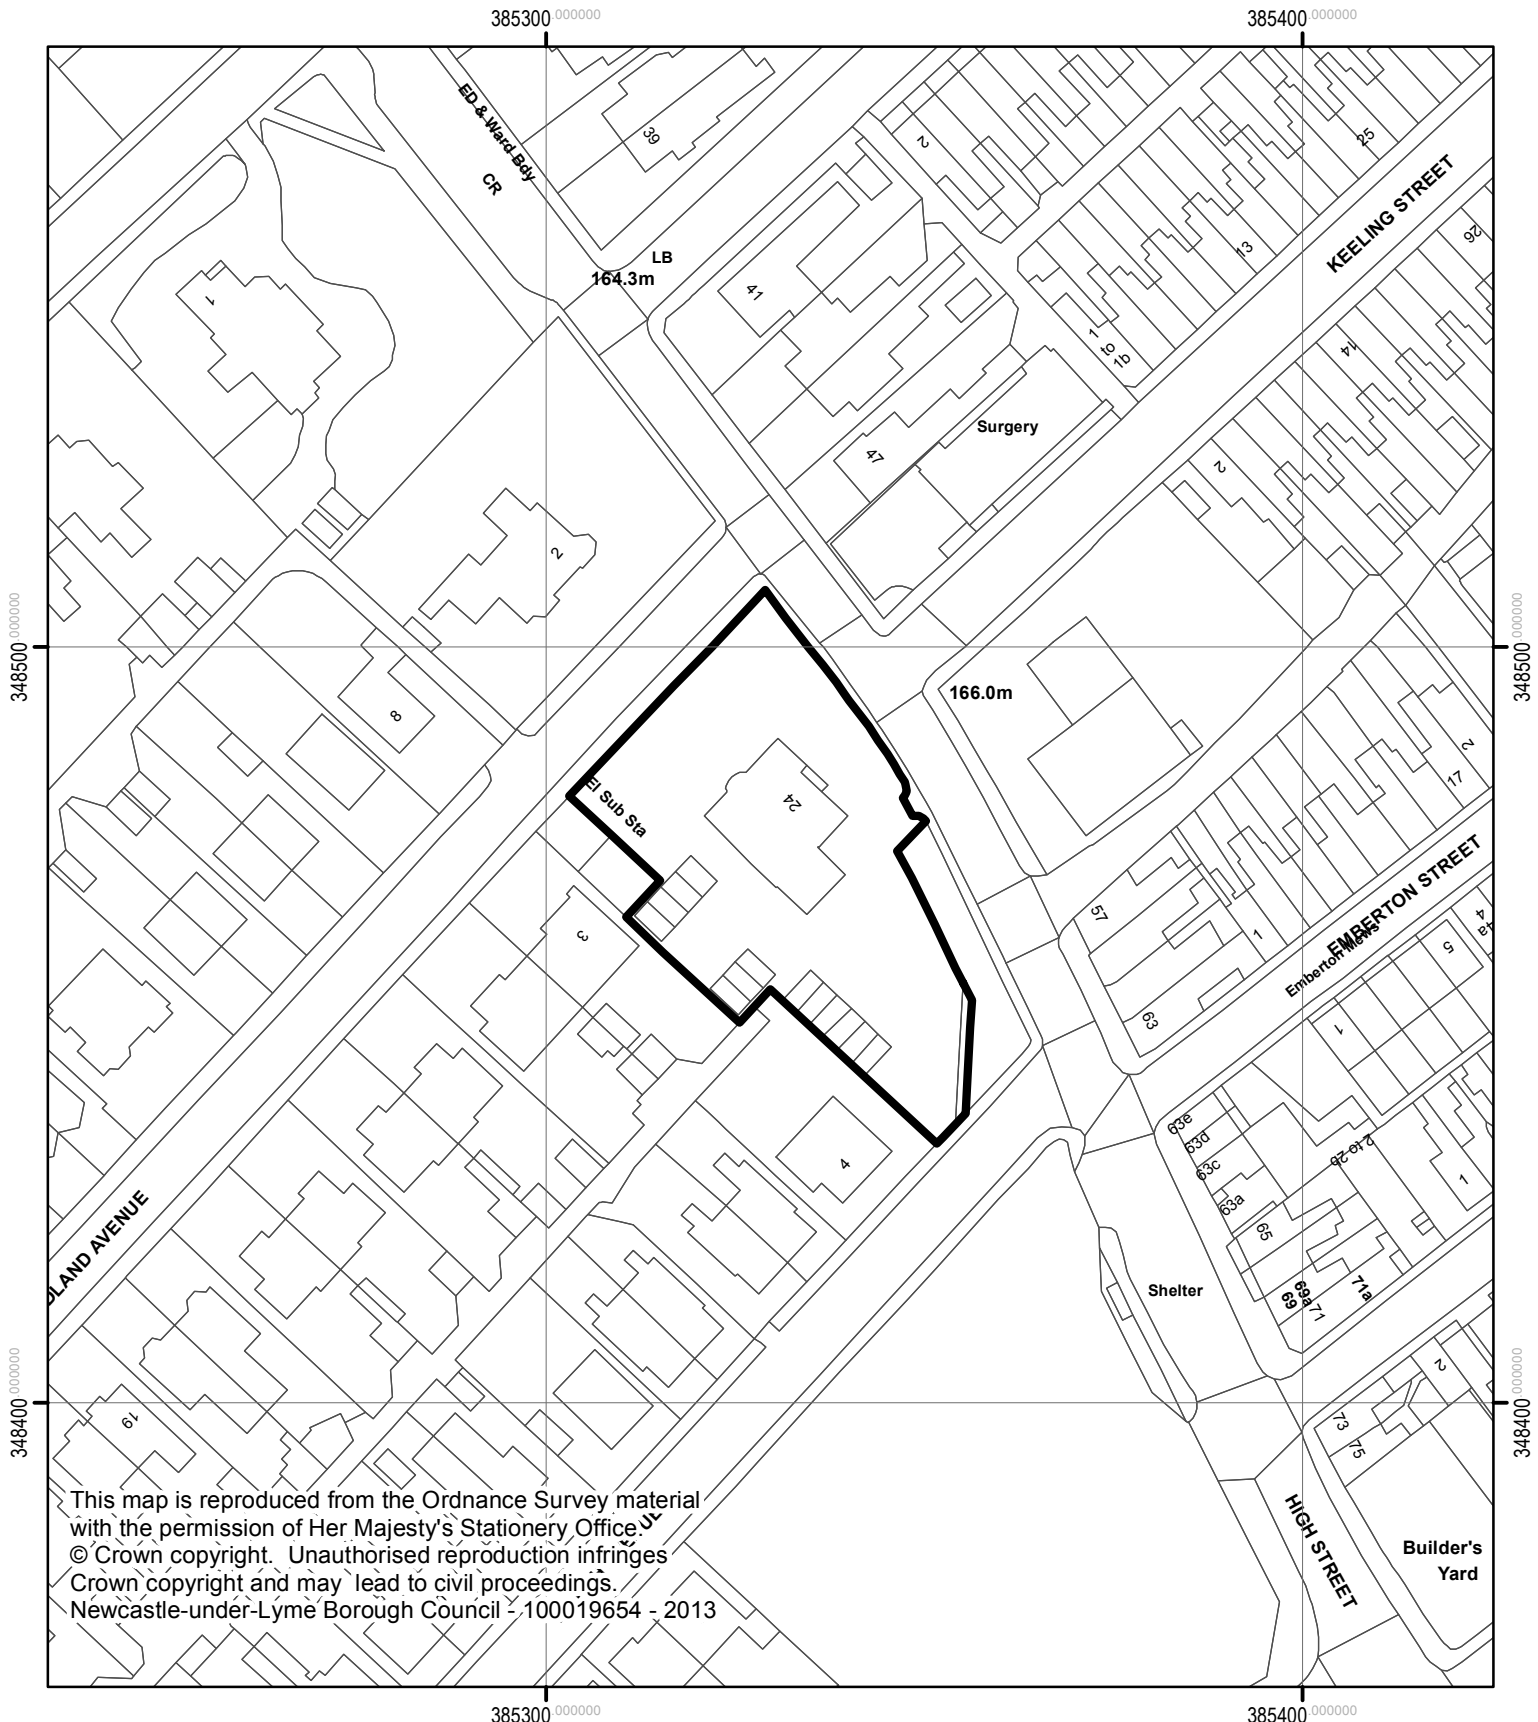 385300.000000
385400.000000
ED & Ward Bdy
CR
39
2
25
KEELING STREET
26
13
LB
164.3m
41
1
1 to 1b
14
Surgery
47
2
2
348500.000000
348500.000000
166.0m
8
2
17
El Sub Sta
24
EMBERTON STREET
Emberton Mews
57
1
4
4a
5
3
63
1
63e
63d
63c
63a
2 to 2b
4
1
65
DLAND AVENUE
Shelter
69
69a
71
71a
2
348400.000000
348400.000000
19
73
75
This map is reproduced from the Ordnance Survey material
with the permission of Her Majesty's Stationery Office.
© Crown copyright. Unauthorised reproduction infringes
Crown copyright and may lead to civil proceedings.
Newcastle-under-Lyme Borough Council - 100019654 - 2013
HIGH STREET
Builder's
Yard
385300.000000
385400.000000